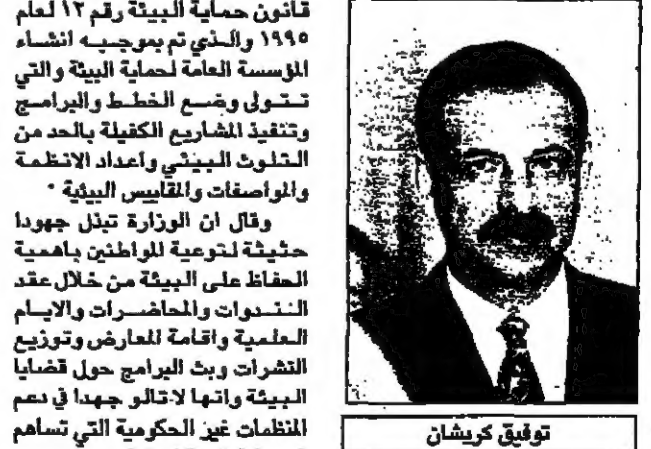 قانون حماية البيئة رقم ١٢ لعام
١٩٩٥ والذي تم بموجبه انشاء
المؤسسة العامة لحماية البيئة والتي
تتولى وضع الخطط والبرامج
وتنفيذ المشاريع الكفيلة بالحد من
التلوث البيئي واعداد الانظمة
والمواصفات والمقاييس البيئية ٠
وقال ان الوزارة تبذل جهودا
حثيثة لتوعية المواطنين باهمية
الحفاظ على البيئة من خلال عقد
الندوات والمحاضرات والايام
العلمية واقامة المعارض وتوزيع
النشرات وبث البرامج حول قضايا
البيئة وانها لا تالو جهدا في دعم
المنظمات غير الحكومية التي تساهم
توفيق كريشان